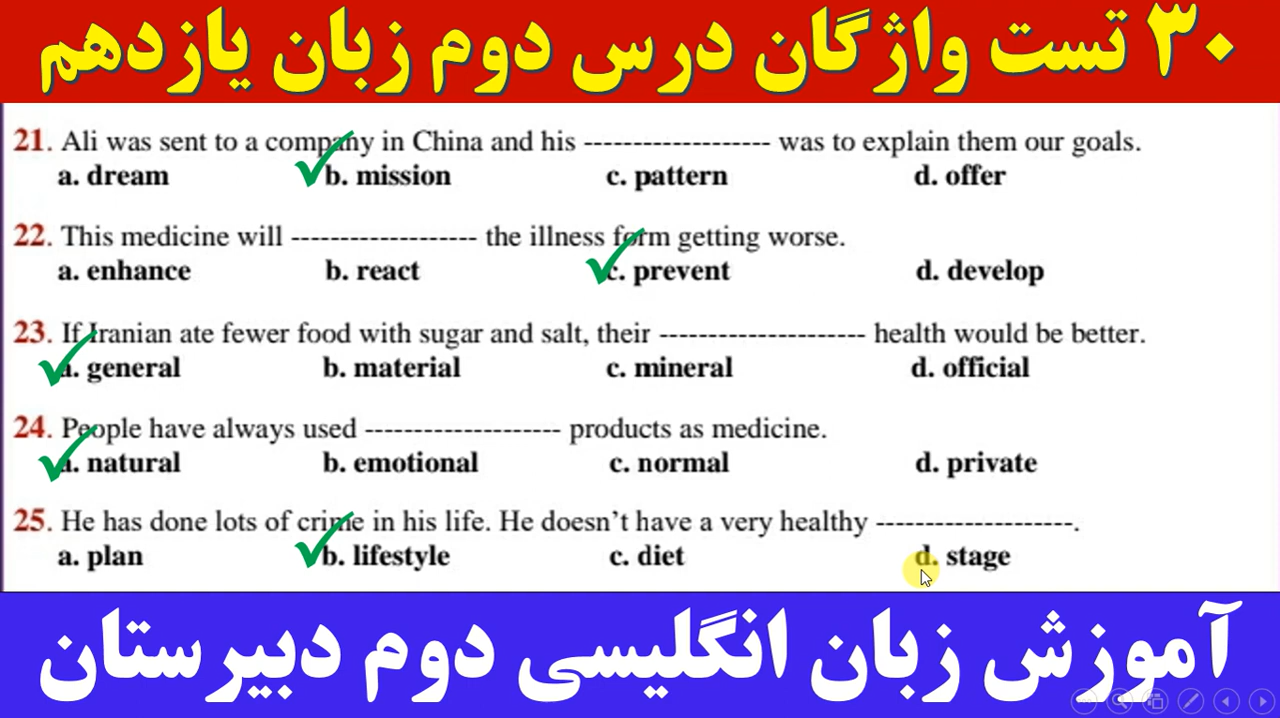 ۳۰ تست واژگان درس دوم زبان یازدهم
21. Ali was sent to a company in China and his ------------------- was to explain them our goals.
a. dream b. mission c. pattern d. offer
22. This medicine will ------------------- the illness form getting worse.
a. enhance b. react c. prevent d. develop
23. If Iranian ate fewer food with sugar and salt, their --------------------- health would be better.
a. general b. material c. mineral d. official
24. People have always used -------------------- products as medicine.
a. natural b. emotional c. normal d. private
25. He has done lots of crime in his life. He doesn’t have a very healthy --------------------.
a. plan b. lifestyle c. diet d. stage
آموزش زبان انگلیسی دوم دبیرستان